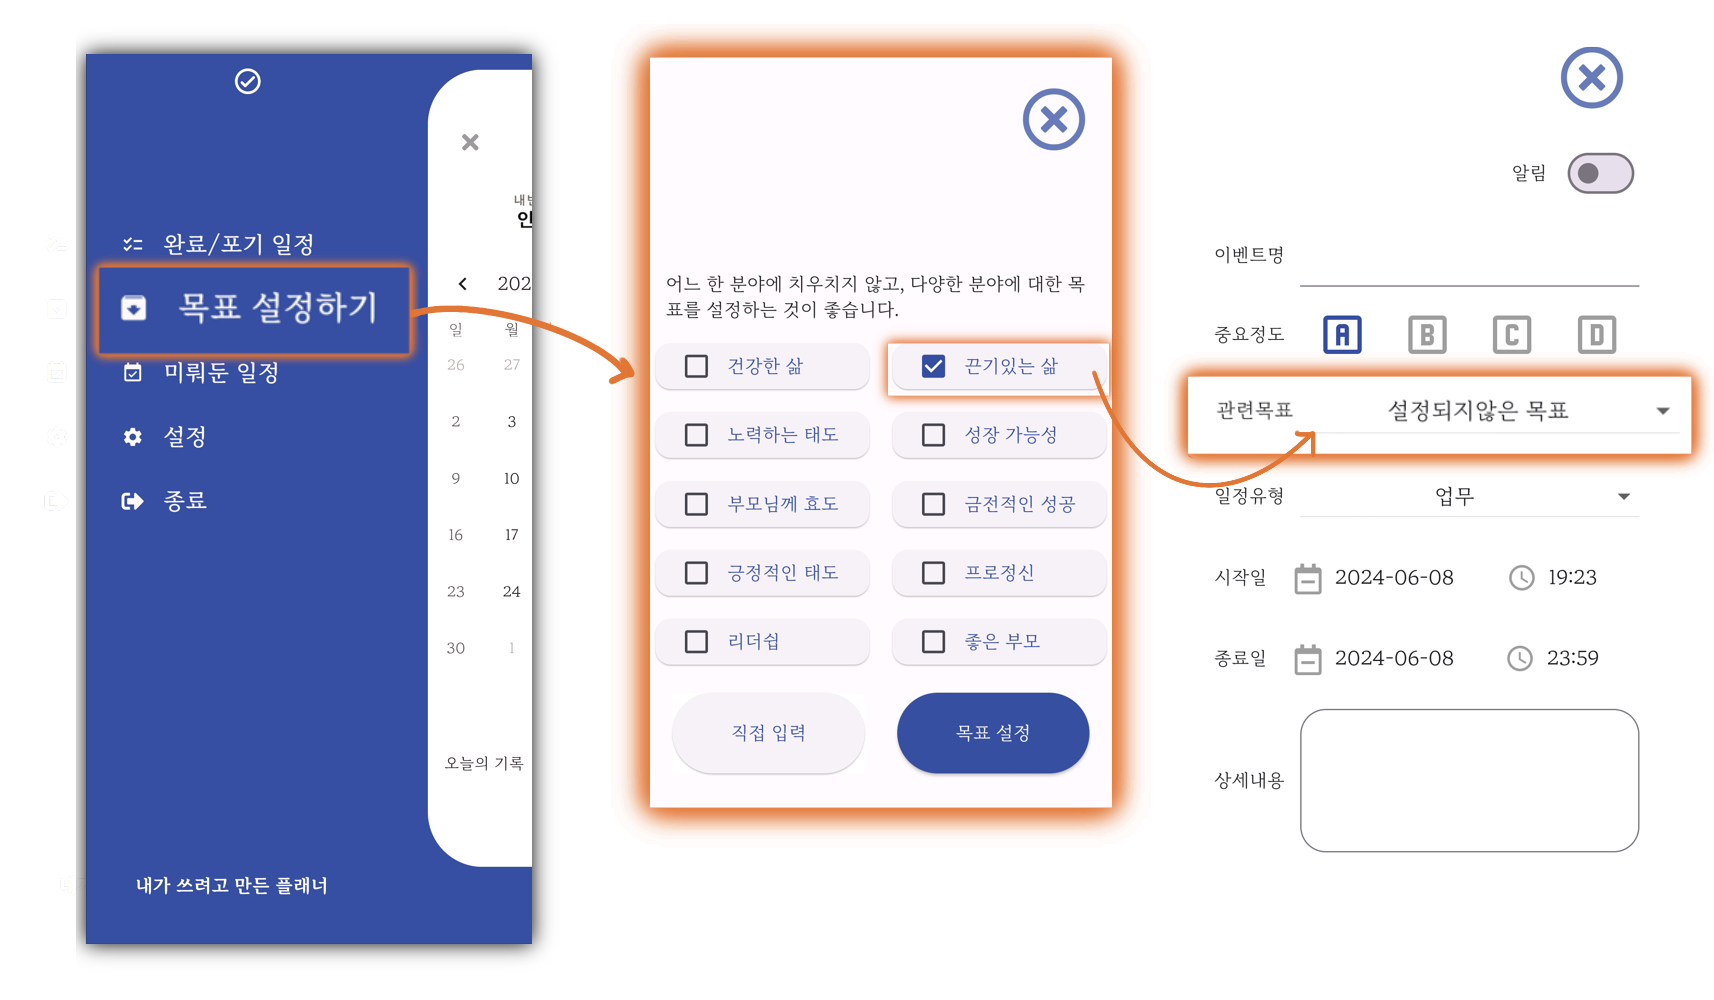 완료/포기 일정
목표 설정하기
미뤄둔 일정
설정
종료
내가 쓰려고 만든 플래너
202
일 월
26 27
2 3
9 10
16 17
23 24
30 1
오늘의 기록
어느 한 분야에 치우치지 않고, 다양한 분야에 대한 목
표를 설정하는 것이 좋습니다.
건강한 삶
끈기있는 삶
노력하는 태도
성장 가능성
부모님께 효도
금전적인 성공
긍정적인 태도
프로정신
리더쉽
좋은 부모
직접 입력
목표 설정
알림
이벤트명
중요정도 A B C D
관련목표 설정되지않은 목표
일정유형 업무
시작일 2024-06-08 19:23
종료일 2024-06-08 23:59
상세내용